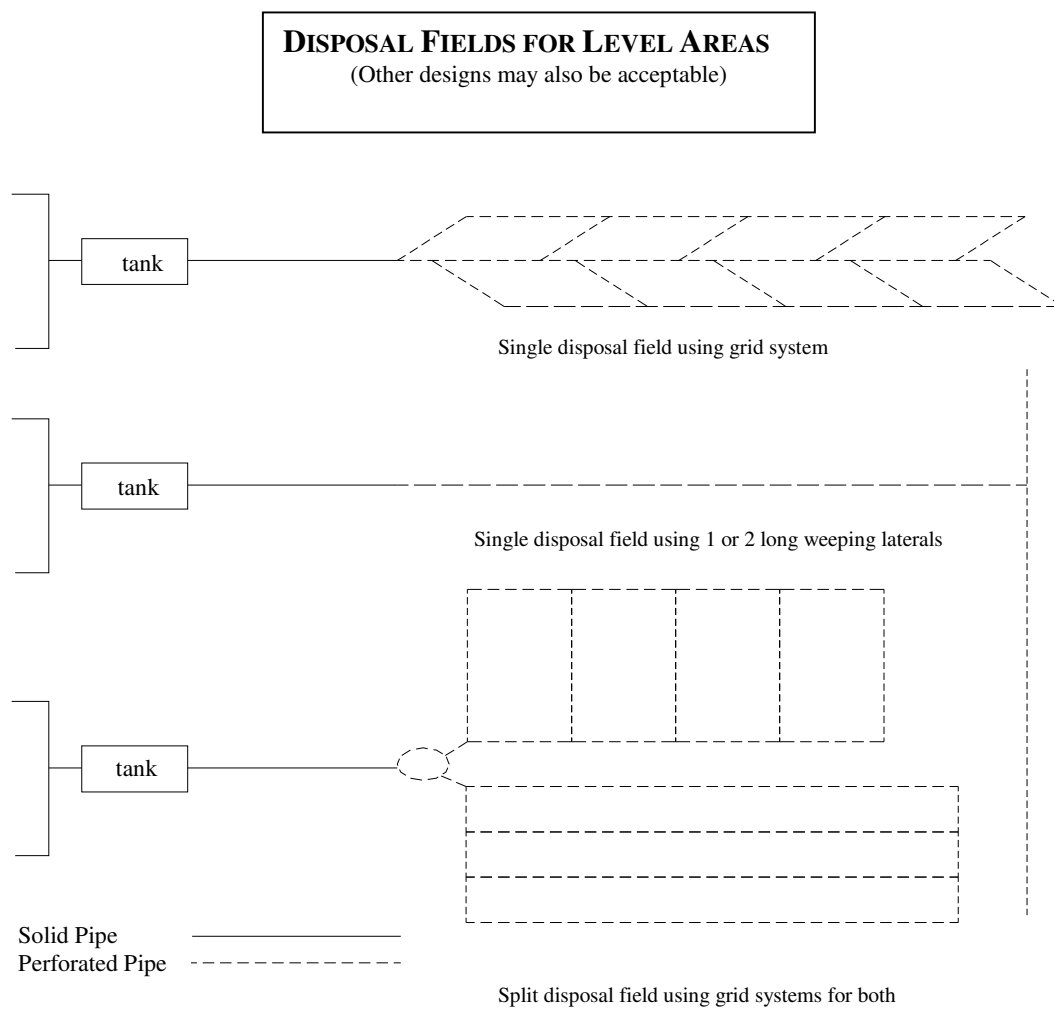 DISPOSAL FIELDS FOR LEVEL AREAS
(Other designs may also be acceptable)
tank
Single disposal field using grid system
tank
Single disposal field using 1 or 2 long weeping laterals
tank
Solid Pipe
Perforated Pipe
Split disposal field using grid systems for both